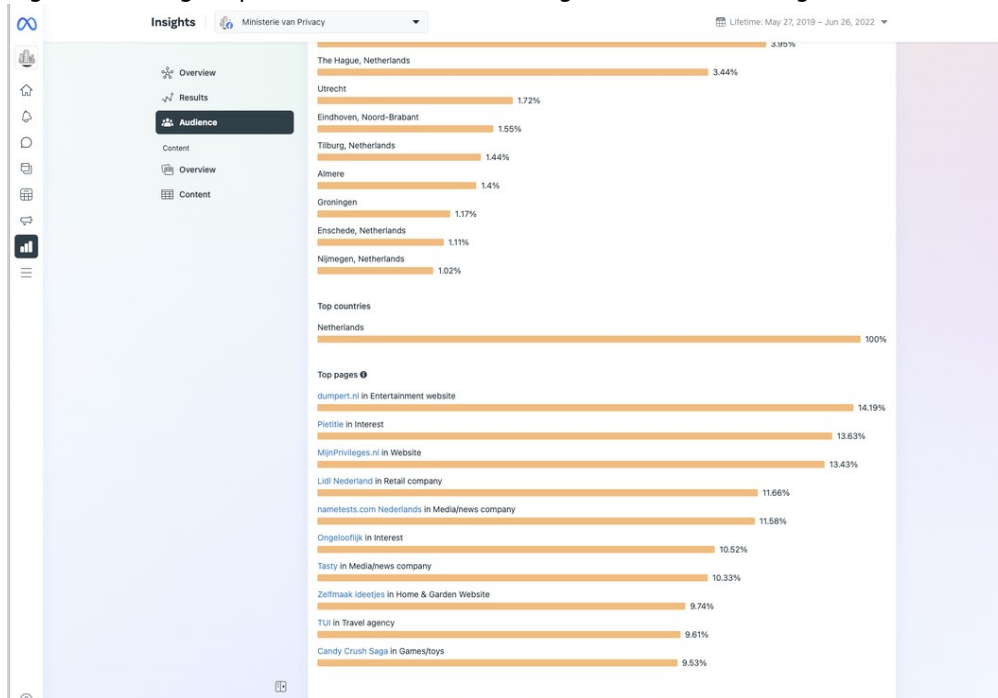 Insights
Ministerie van Privacy
Lifetime: May 27, 2019 – Jun 26, 2022
Overview
Results
Audience
Content
Overview
Content
3.95%
The Hague, Netherlands
3.44%
Utrecht
1.72%
Eindhoven, Noord-Brabant
1.55%
Tilburg, Netherlands
1.44%
Almere
1.4%
Groningen
1.17%
Enschede, Netherlands
1.11%
Nijmegen, Netherlands
1.02%
Top countries
Netherlands
100%
Top pages
dumpert.nl in Entertainment website
14.19%
Pietitie in Interest
13.63%
MijnPrivileges.nl in Website
13.43%
Lidl Nederland in Retail company
11.66%
nametests.com Nederlands in Media/news company
11.58%
Ongelooflijk in Interest
10.52%
Tasty in Media/news company
10.33%
Zelfmaak ideetjes in Home & Garden Website
9.74%
TUI in Travel agency
9.61%
Candy Crush Saga in Games/toys
9.53%